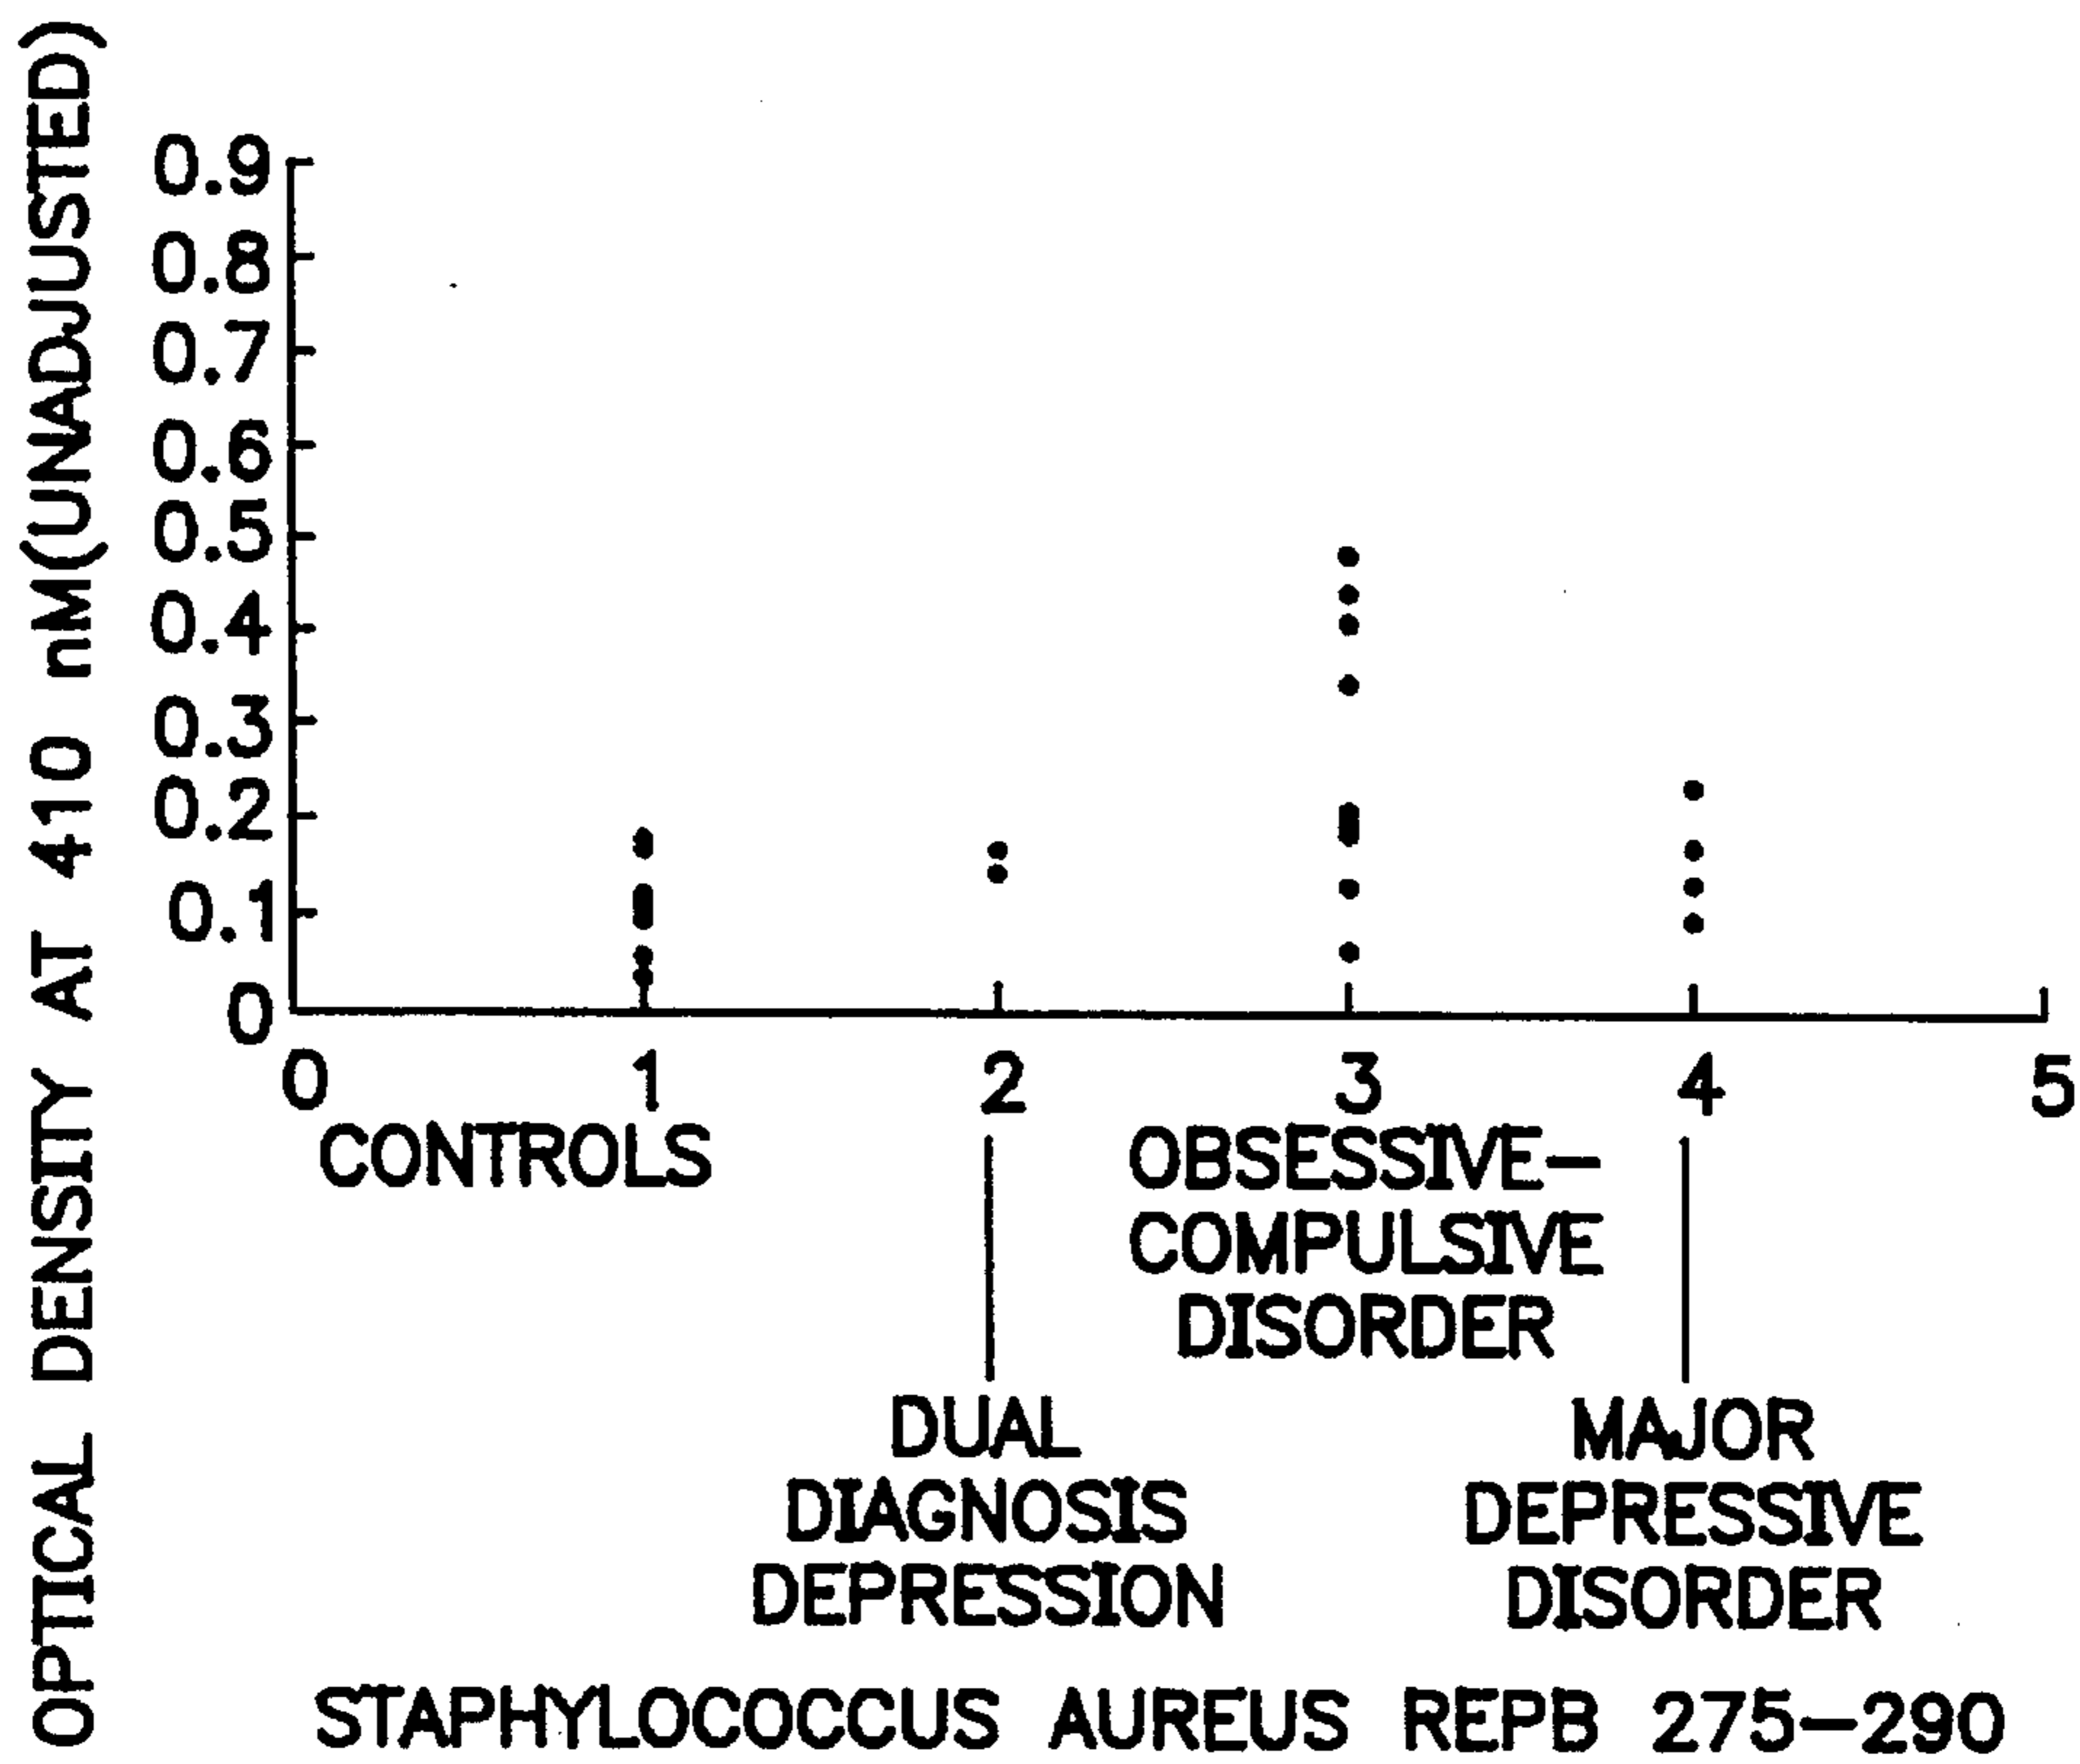 OPTICAL DENSITY AT 410 nM(UNADJUSTED)
0.9
0.8
0.7
0.6
0.5
0.4
0.3
0.2
0.1
0
0 1 2 3 4 5
CONTROLS
OBSESSIVE-
COMPULSIVE
DISORDER
DUAL
DIAGNOSIS
DEPRESSION
MAJOR
DEPRESSIVE
DISORDER
STAPHYLOCOCCUS AUREUS REPB 275-290